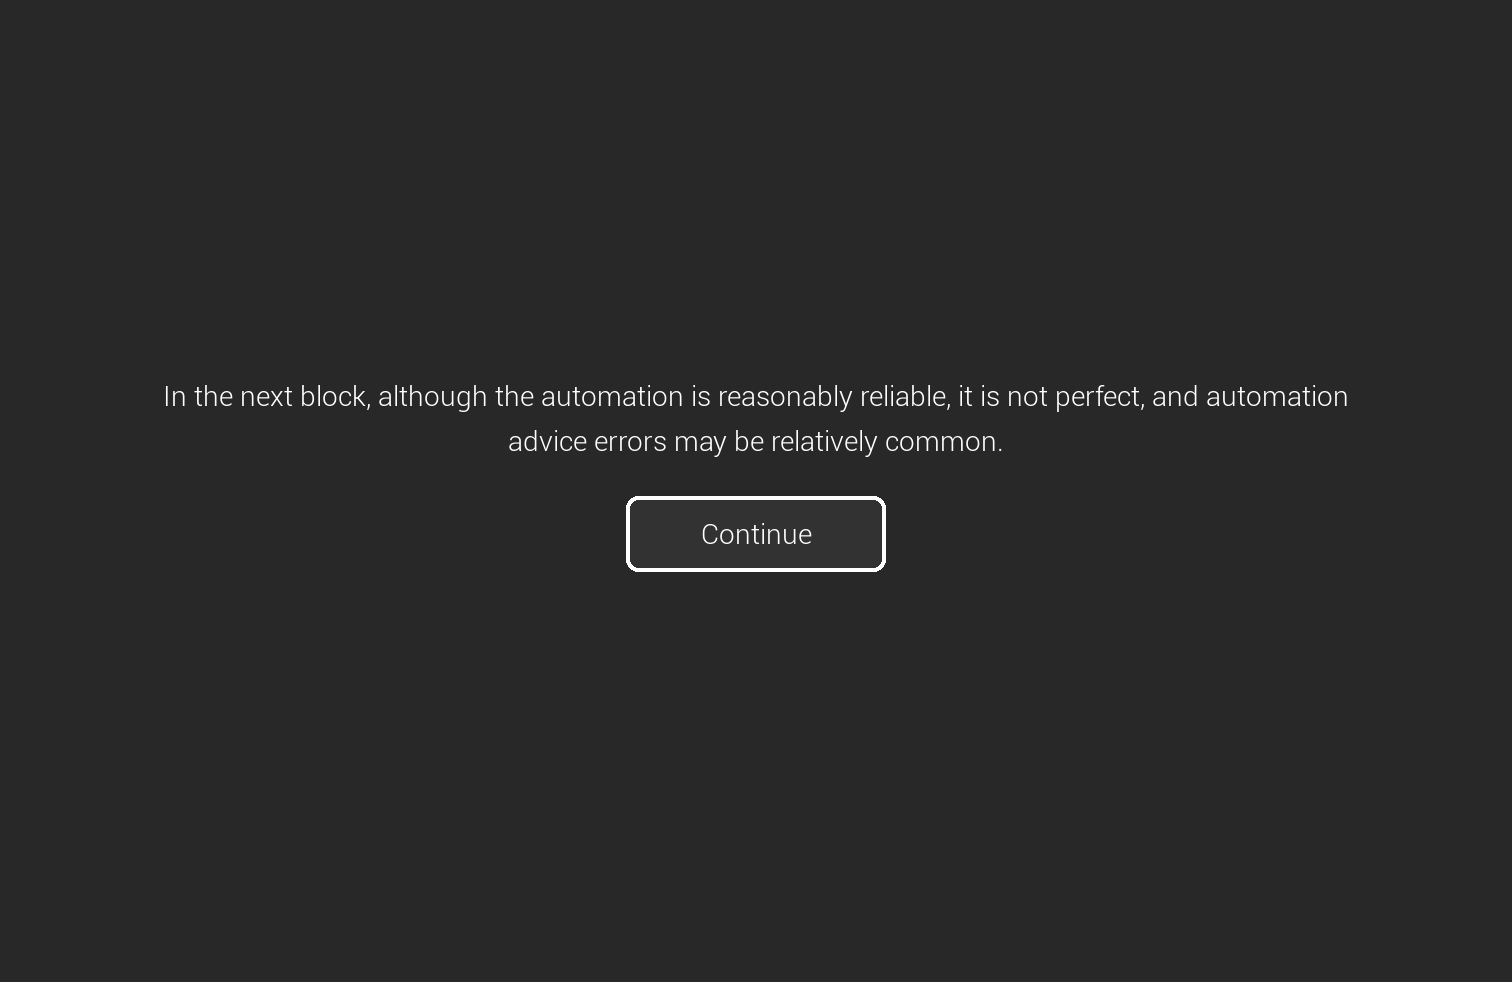 In the next block, although the automation is reasonably reliable, it is not perfect, and automation
advice errors may be relatively common.
Continue